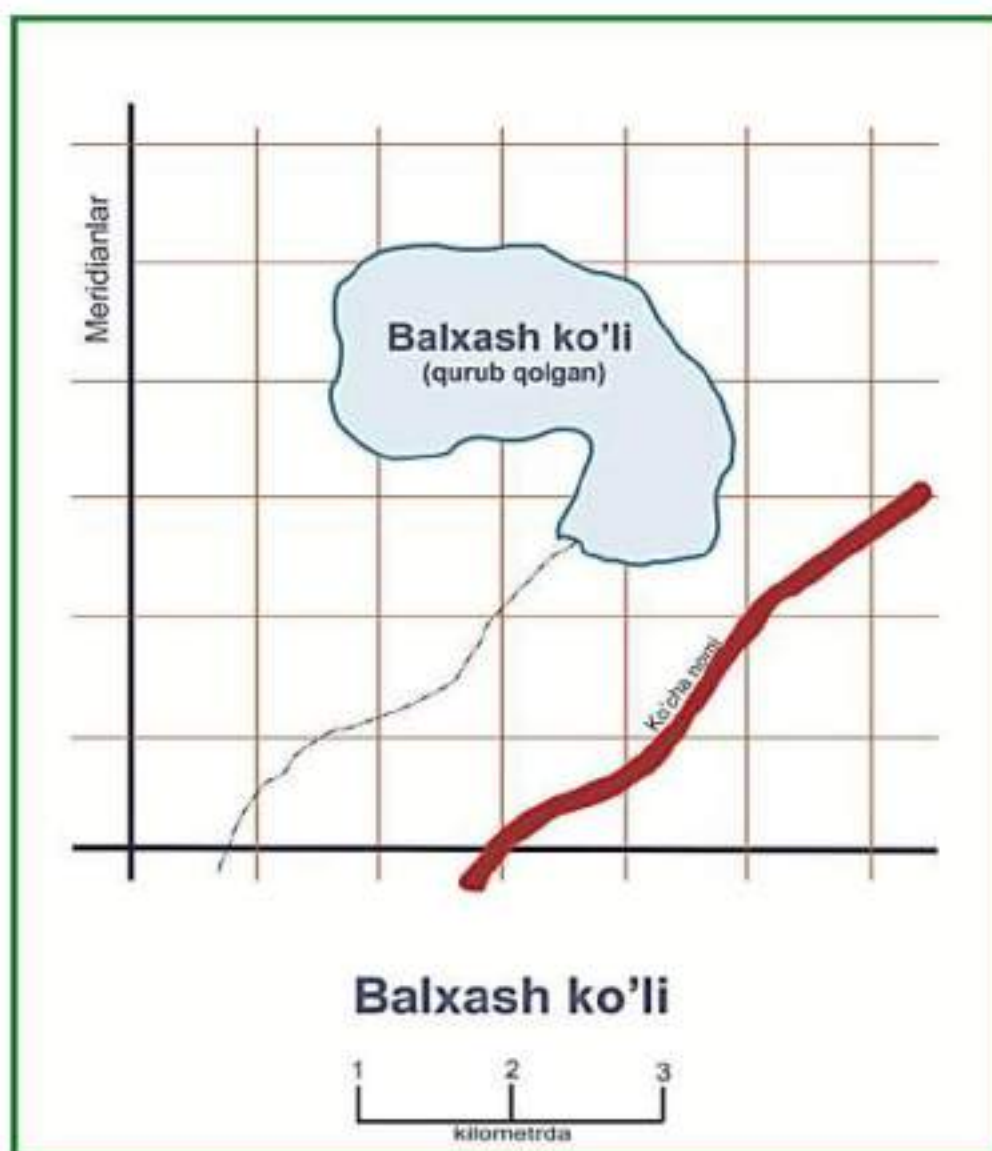 Meridianlar
Balxash ko'li
(qurub qolgan)
Ko'cha nomi
Balxash ko'li
1 2 3
kilometrda